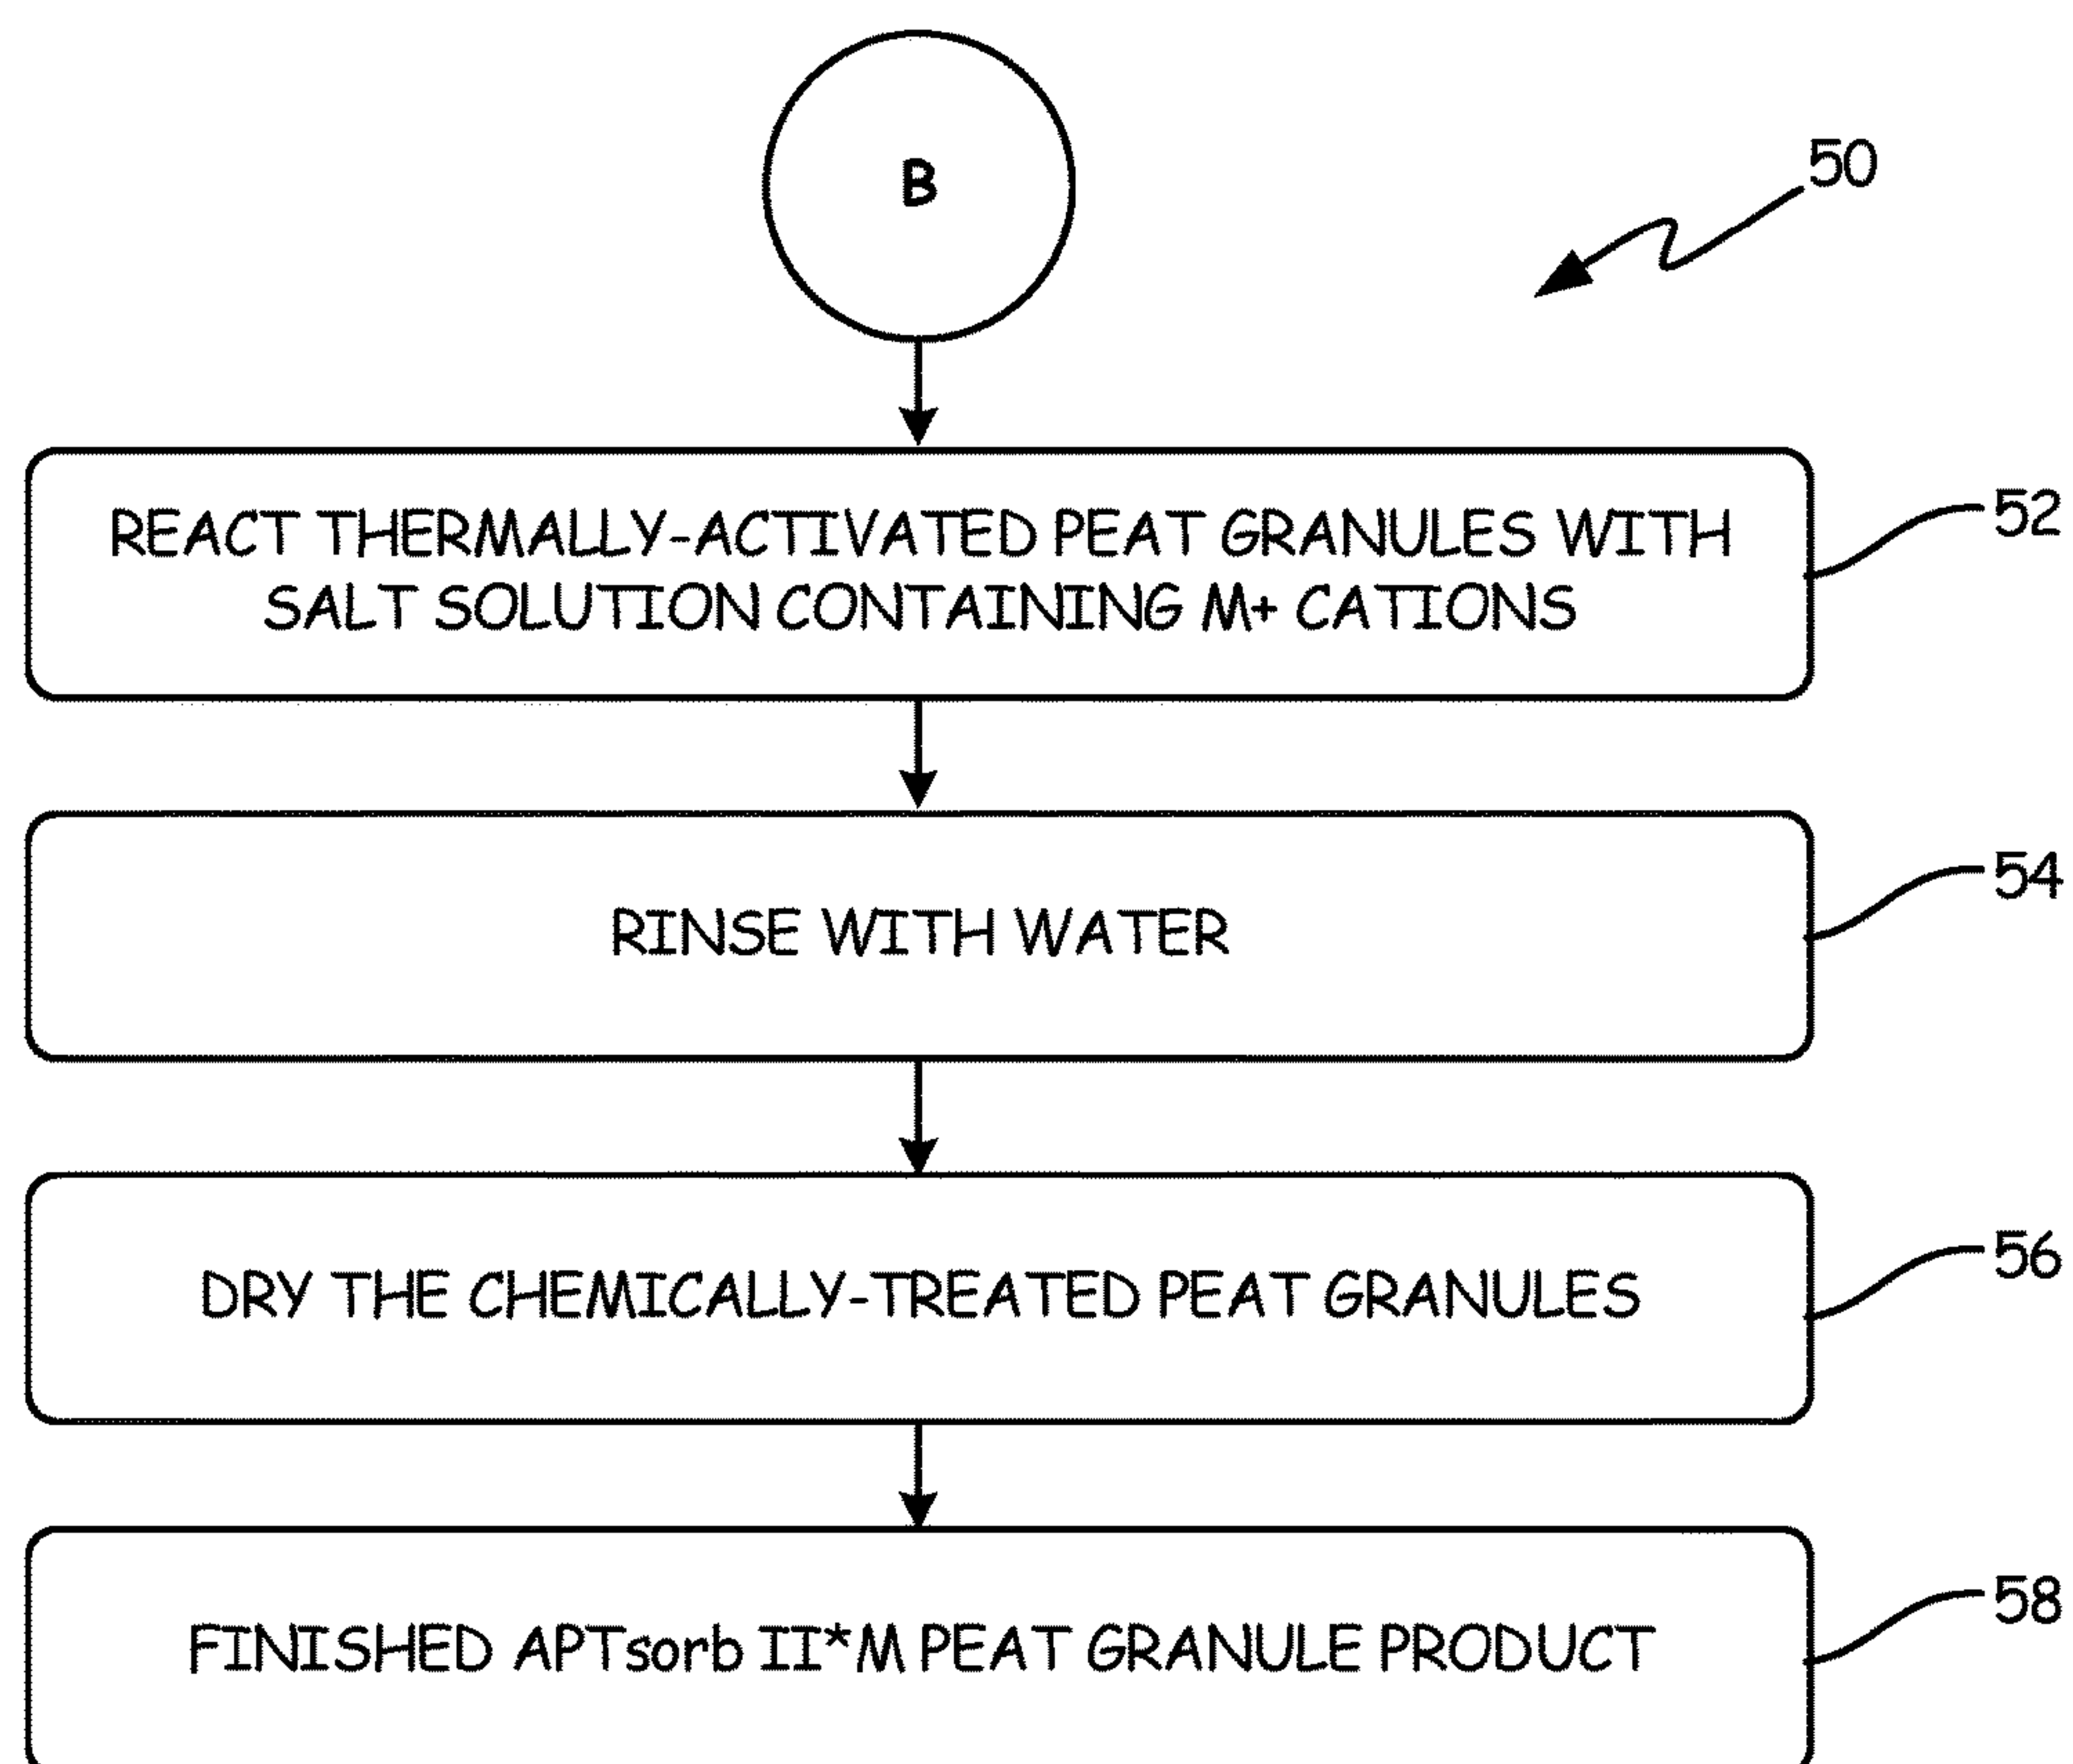 B
50
REACT THERMALLY-ACTIVATED PEAT GRANULES WITH
SALT SOLUTION CONTAINING M+ CATIONS
52
RINSE WITH WATER
54
DRY THE CHEMICALLY-TREATED PEAT GRANULES
56
FINISHED APTsorb II*M PEAT GRANULE PRODUCT
58